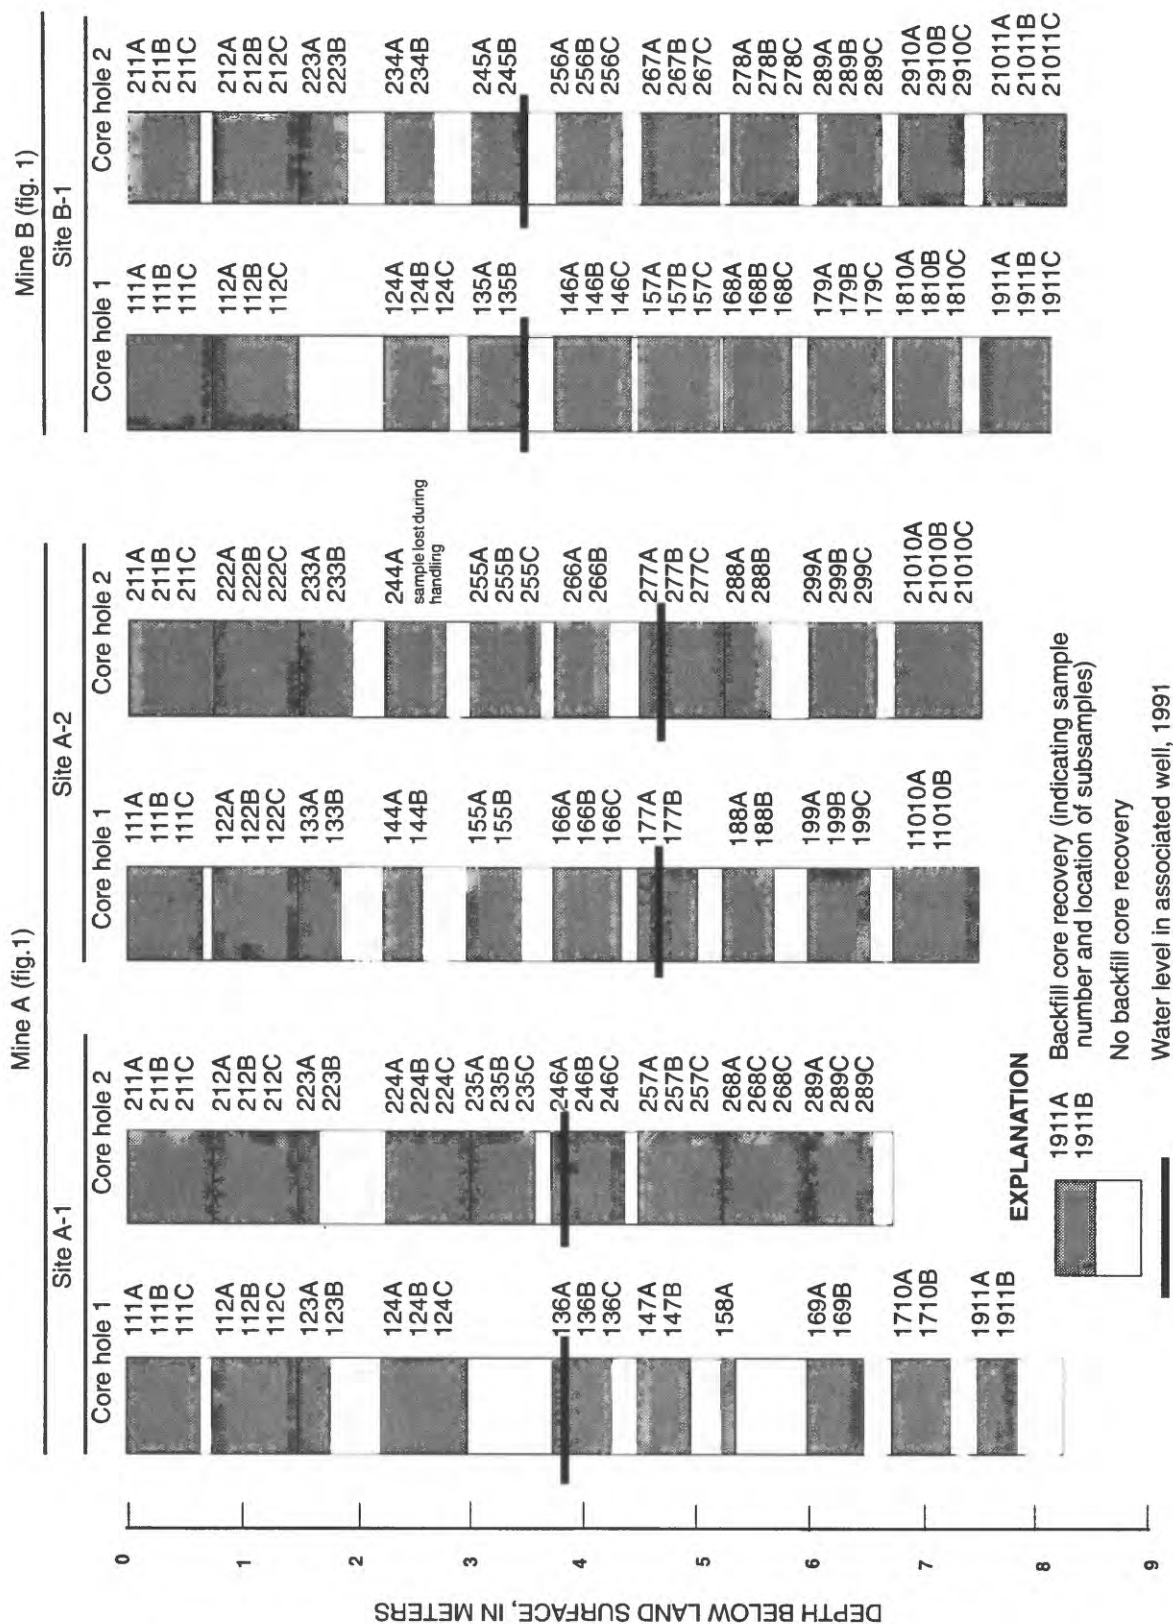 Mine A (fig.1)
Mine B (fig. 1)
Site A-1
Site A-2
Site B-1
Core hole 1
111A
111B
111C
112A
112B
112C
123A
123B
124A
124B
124C
136A
136B
136C
147A
147B
158A
169A
169B
1710A
1710B
1911A
1911B
Core hole 2
211A
211B
211C
212A
212B
212C
223A
223B
224A
224B
224C
235A
235B
235C
246A
246B
246C
257A
257B
257C
268A
268C
268C
289A
289C
289C
Core hole 1
111A
111B
111C
122A
122B
122C
133A
133B
144A
144B
155A
155B
166A
166B
166C
177A
177B
188A
188B
199A
199B
199C
11010A
11010B
Core hole 2
211A
211B
211C
222A
222B
222C
233A
233B
244A
sample lost during
handling
255A
255B
255C
266A
266B
277A
277B
277C
288A
288B
299A
299B
299C
21010A
21010B
21010C
Core hole 1
111A
111B
111C
112A
112B
112C
124A
124B
124C
135A
135B
146A
146B
146C
157A
157B
157C
168A
168B
168C
179A
179B
179C
1810A
1810B
1810C
1911A
1911B
1911C
Core hole 2
211A
211B
211C
212A
212B
212C
223A
223B
234A
234B
245A
245B
256A
256B
256C
267A
267B
267C
278A
278B
278C
289A
289B
289C
2910A
2910B
2910C
21011A
21011B
21011C
DEPTH BELOW LAND SURFACE, IN METERS
0
1
2
3
4
5
6
7
8
9
EXPLANATION
1911A
1911B
Backfill core recovery (indicating sample
number and location of subsamples)
No backfill core recovery
Water level in associated well, 1991